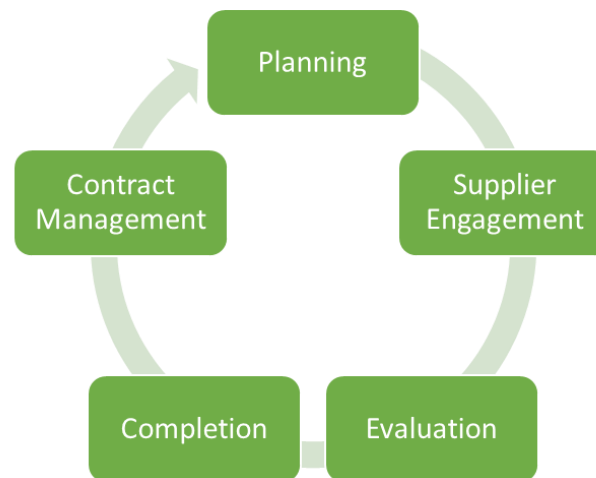 Planning
Supplier
Engagement
Evaluation
Completion
Contract
Management